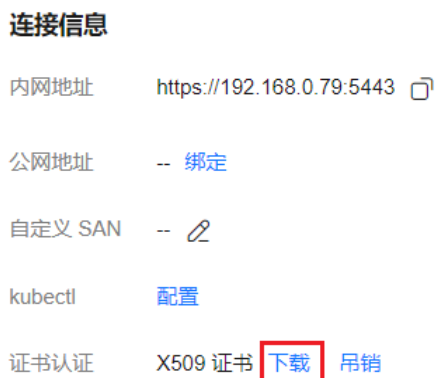 连接信息
内网地址 https://192.168.0.79:5443
公网地址 -- 绑定
自定义 SAN --
kubectl 配置
证书认证 X509 证书 下载 吊销